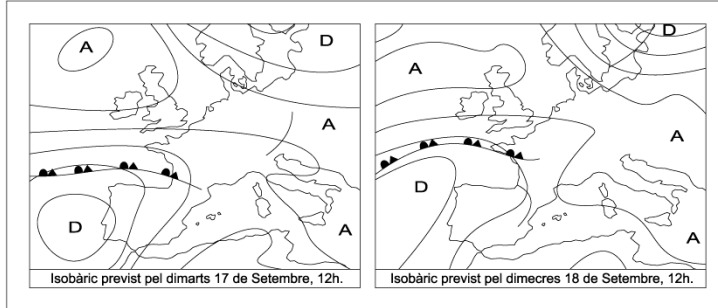 A
D
A
D
A
Isobàric previst pel dimarts 17 de Setembre, 12h.
D
A
A
D
A
Isobàric previst pel dimecres 18 de Setembre, 12h.